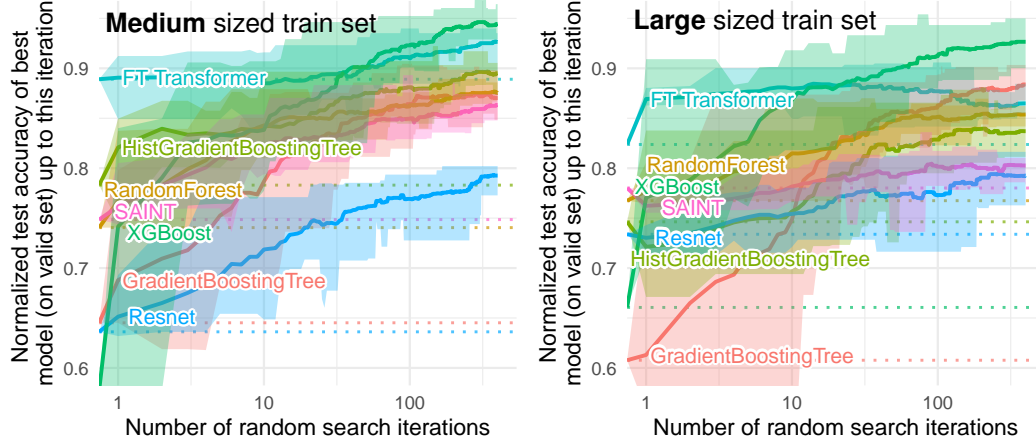 Medium sized train set
Normalized test accuracy of best
model (on valid set) up to this iteration
0.9
0.8
0.7
0.6
FT Transformer
HistGradientBoostingTree
RandomForest
SAINT
XGBoost
GradientBoostingTree
Resnet
1
10
100
Number of random search iterations
Large sized train set
Normalized test accuracy of best
model (on valid set) up to this iteration
0.9
0.8
0.7
0.6
FT Transformer
RandomForest
XGBoost
SAINT
Resnet
HistGradientBoostingTree
GradientBoostingTree
1
10
100
Number of random search iterations